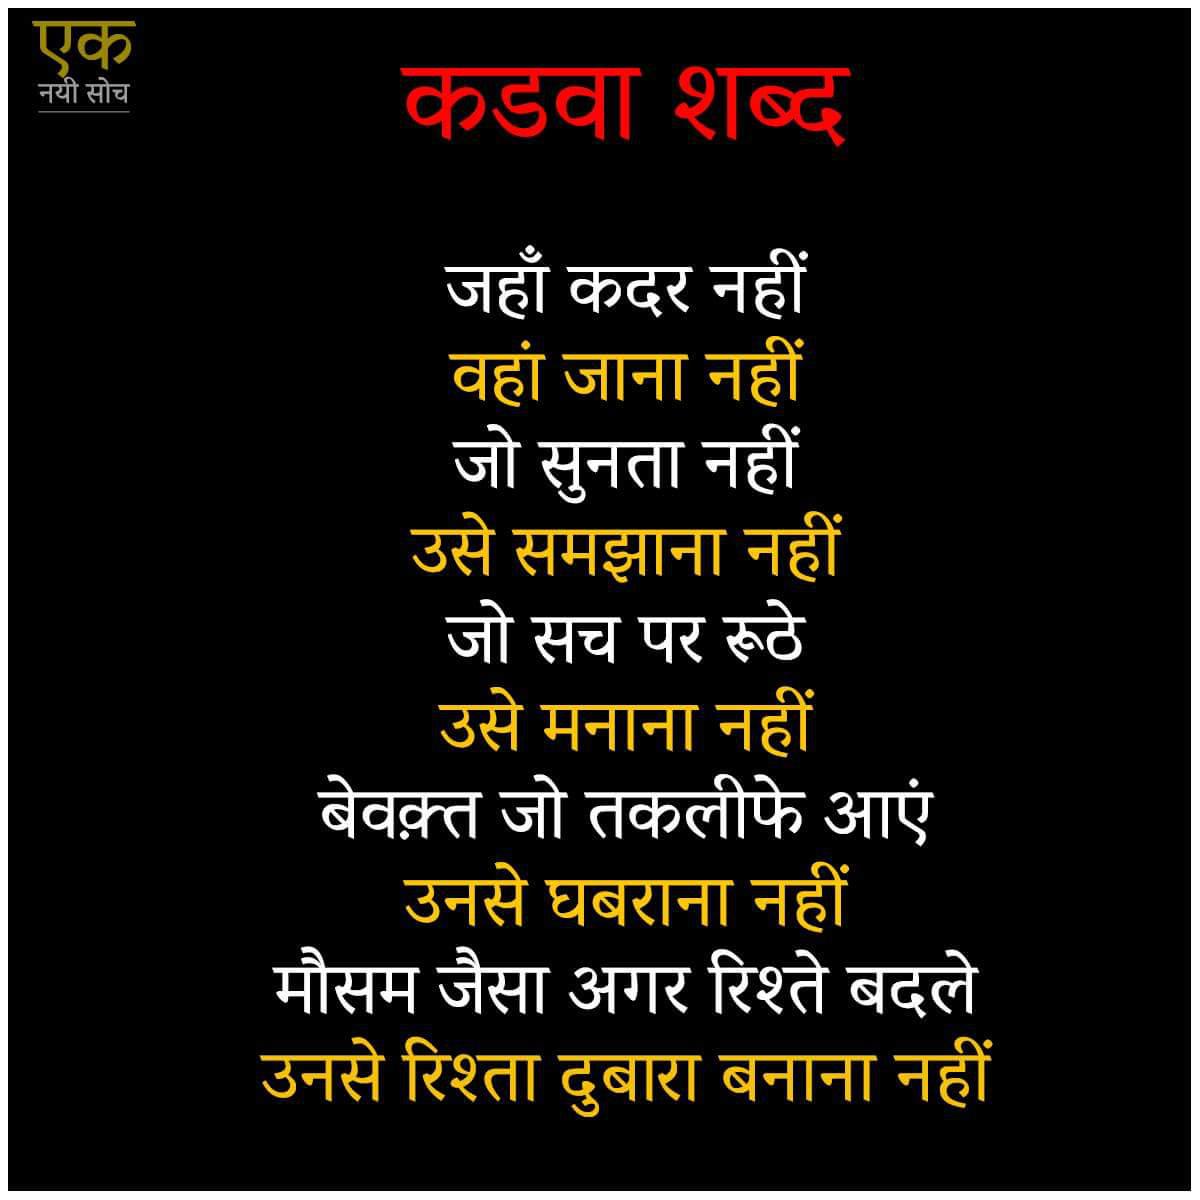 एक
नयी सोच
कडवा शब्द
जहाँ कदर नहीं
वहां जाना नहीं
जो सुनता नहीं
उसे समझाना नहीं
जो सच पर रूठे
उसे मनाना नहीं
बेवक़्त जो तकलीफे आएं
उनसे घबराना नहीं
मौसम जैसा अगर रिश्ते बदले
उनसे रिश्ता दुबारा बनाना नहीं